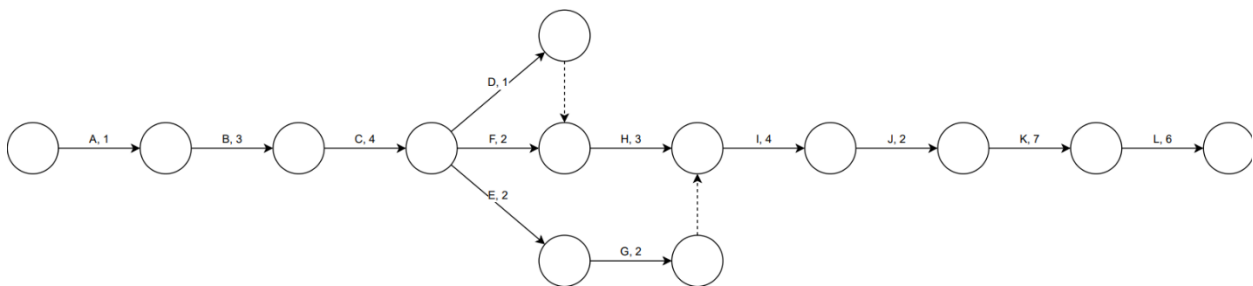 D, 1
A, 1
B, 3
C, 4
F, 2
H, 3
I, 4
J, 2
K, 7
L, 6
E, 2
G, 2